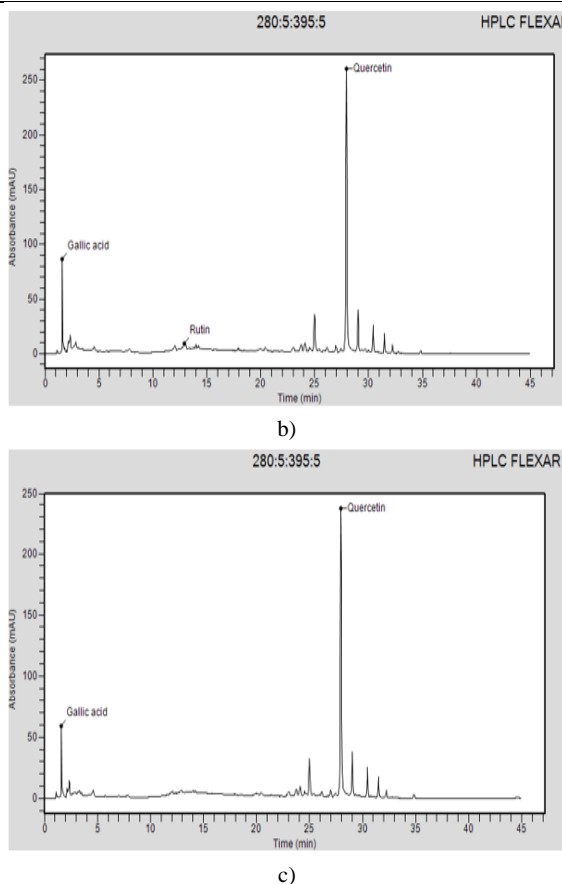 280:5:395:5 HPLC FLEXAR
Quercetin
250
200
Absorbance (mAU)
150
Gallic acid
100
50
Rutin
0
0 5 10 15 20 25 30 35 40 45
Time (min)
b)
280:5:395:5 HPLC FLEXAR
250
Quercetin
200
Absorbance (mAU)
150
100
Gallic acid
50
0
0 5 10 15 20 25 30 35 40 45
Time (min)
c)